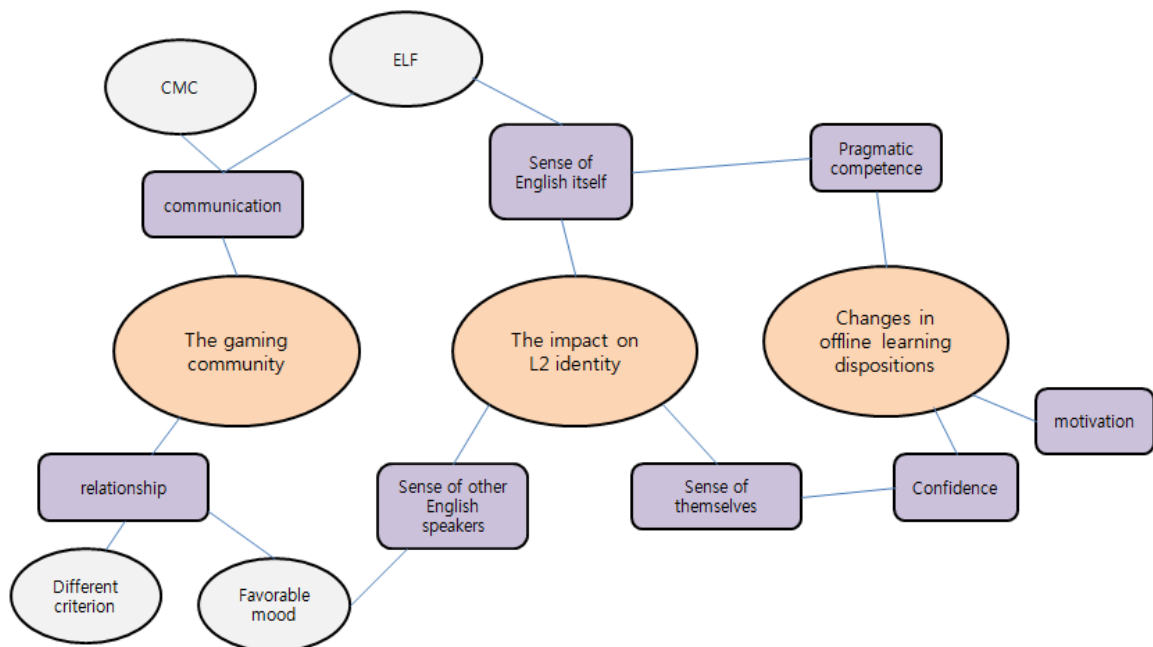 ELF
CMC
Sense of
English itself
Pragmatic
competence
communication
The gaming
community
The impact on
L2 identity
Changes in
offline learning
dispositions
motivation
relationship
Sense of other
English
speakers
Sense of
themselves
Confidence
Different
criterion
Favorable
mood